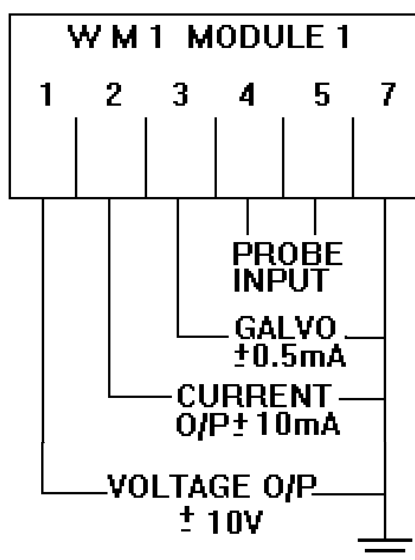 W M 1 MODULE 1
1 2 3 4 5 7
PROBE
INPUT
GALVO
±0.5mA
CURRENT
O/P± 10mA
VOLTAGE O/P
± 10V